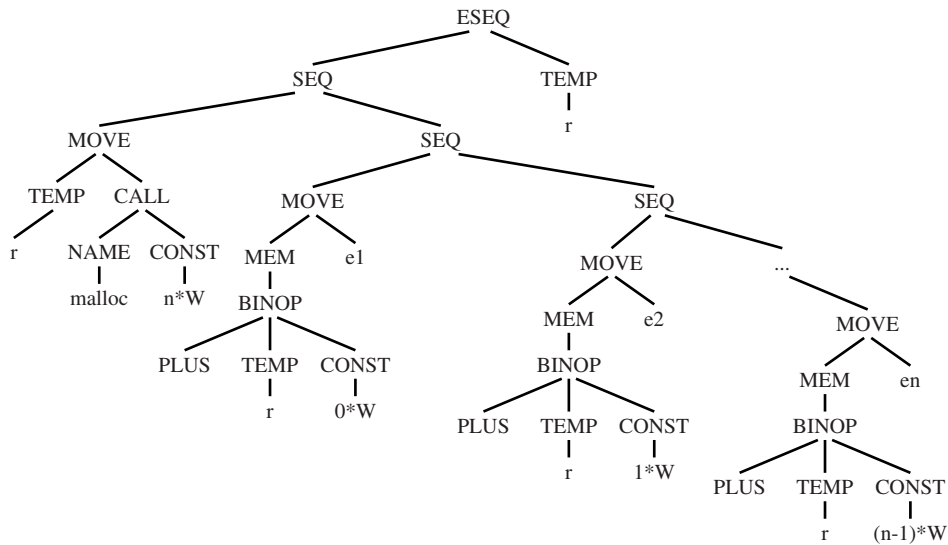 ESEQ
SEQ TEMP
r
MOVE SEQ
TEMP CALL MOVE SEQ
r NAME CONST MEM e1 MOVE ...
malloc n*W BINOP MEM e2 MOVE
PLUS TEMP CONST BINOP MEM en
r 0*W PLUS TEMP CONST BINOP
r 1*W PLUS TEMP CONST
r (n-1)*W